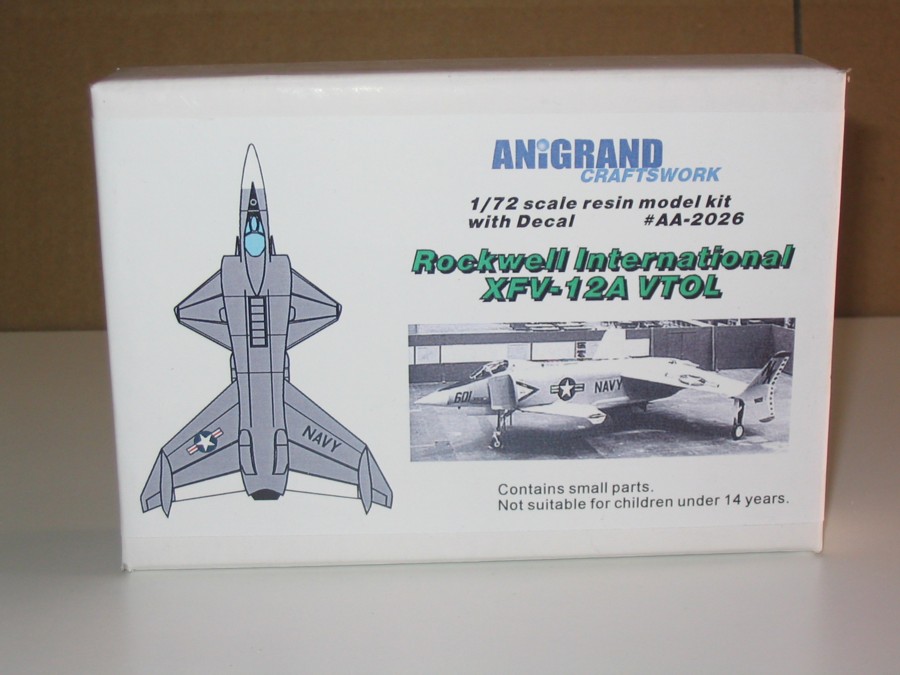 ANiGRAND
CRAFTSWORK
1/72 scale resin model kit
with Decal #AA-2026
Rockwell International
XFV-12A VTOL
601 NAVY
NAVY
Contains small parts.
Not suitable for children under 14 years.